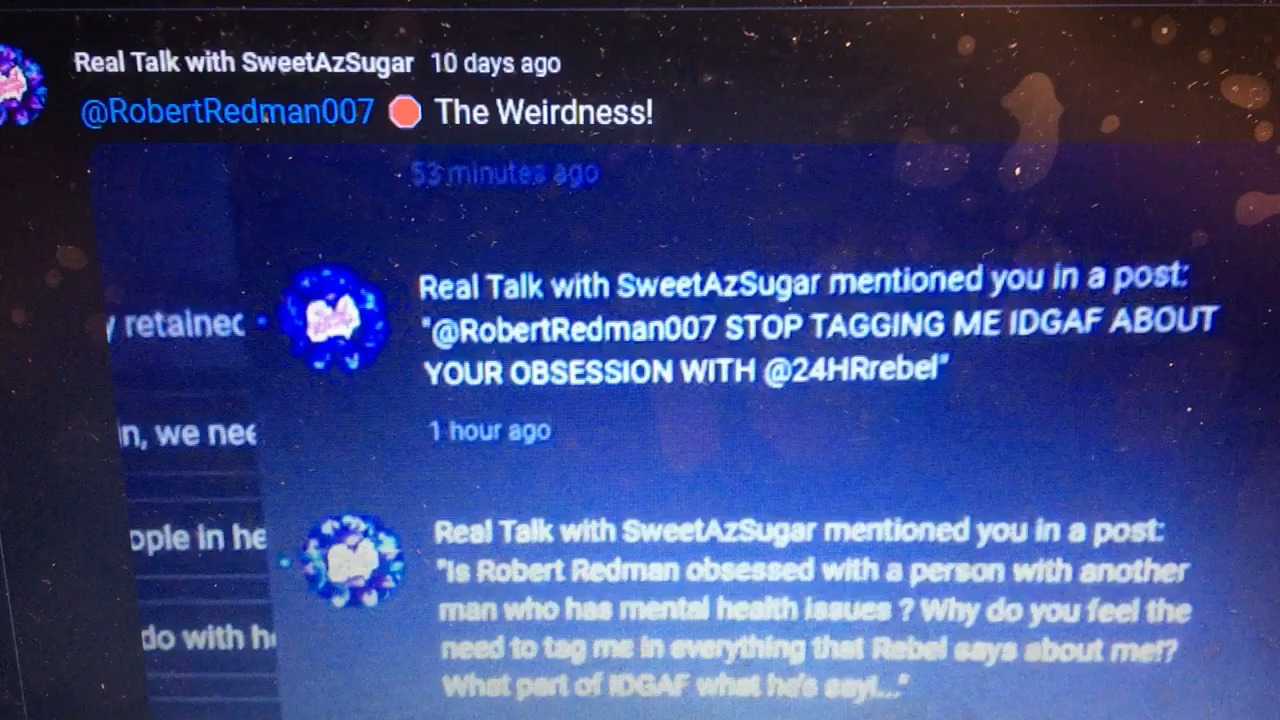 Real Talk with SweetAzSugar 10 days ago
@RobertRedman007 🛑 The Weirdness!
53 minutes ago
Real Talk with SweetAzSugar mentioned you in a post:
"@RobertRedman007 STOP TAGGING ME IDGAF ABOUT
YOUR OBSESSION WITH @24HRrebel"
1 hour ago
Real Talk with SweetAzSugar mentioned you in a post:
"Is Robert Redman obsessed with a person with another
man who has mental health issues ? Why do you feel the
need to tag me in everything that Rebel says about me!?
What part of IDGAF what he's say!..."
y retained
n, we nee
ople in he
do with h